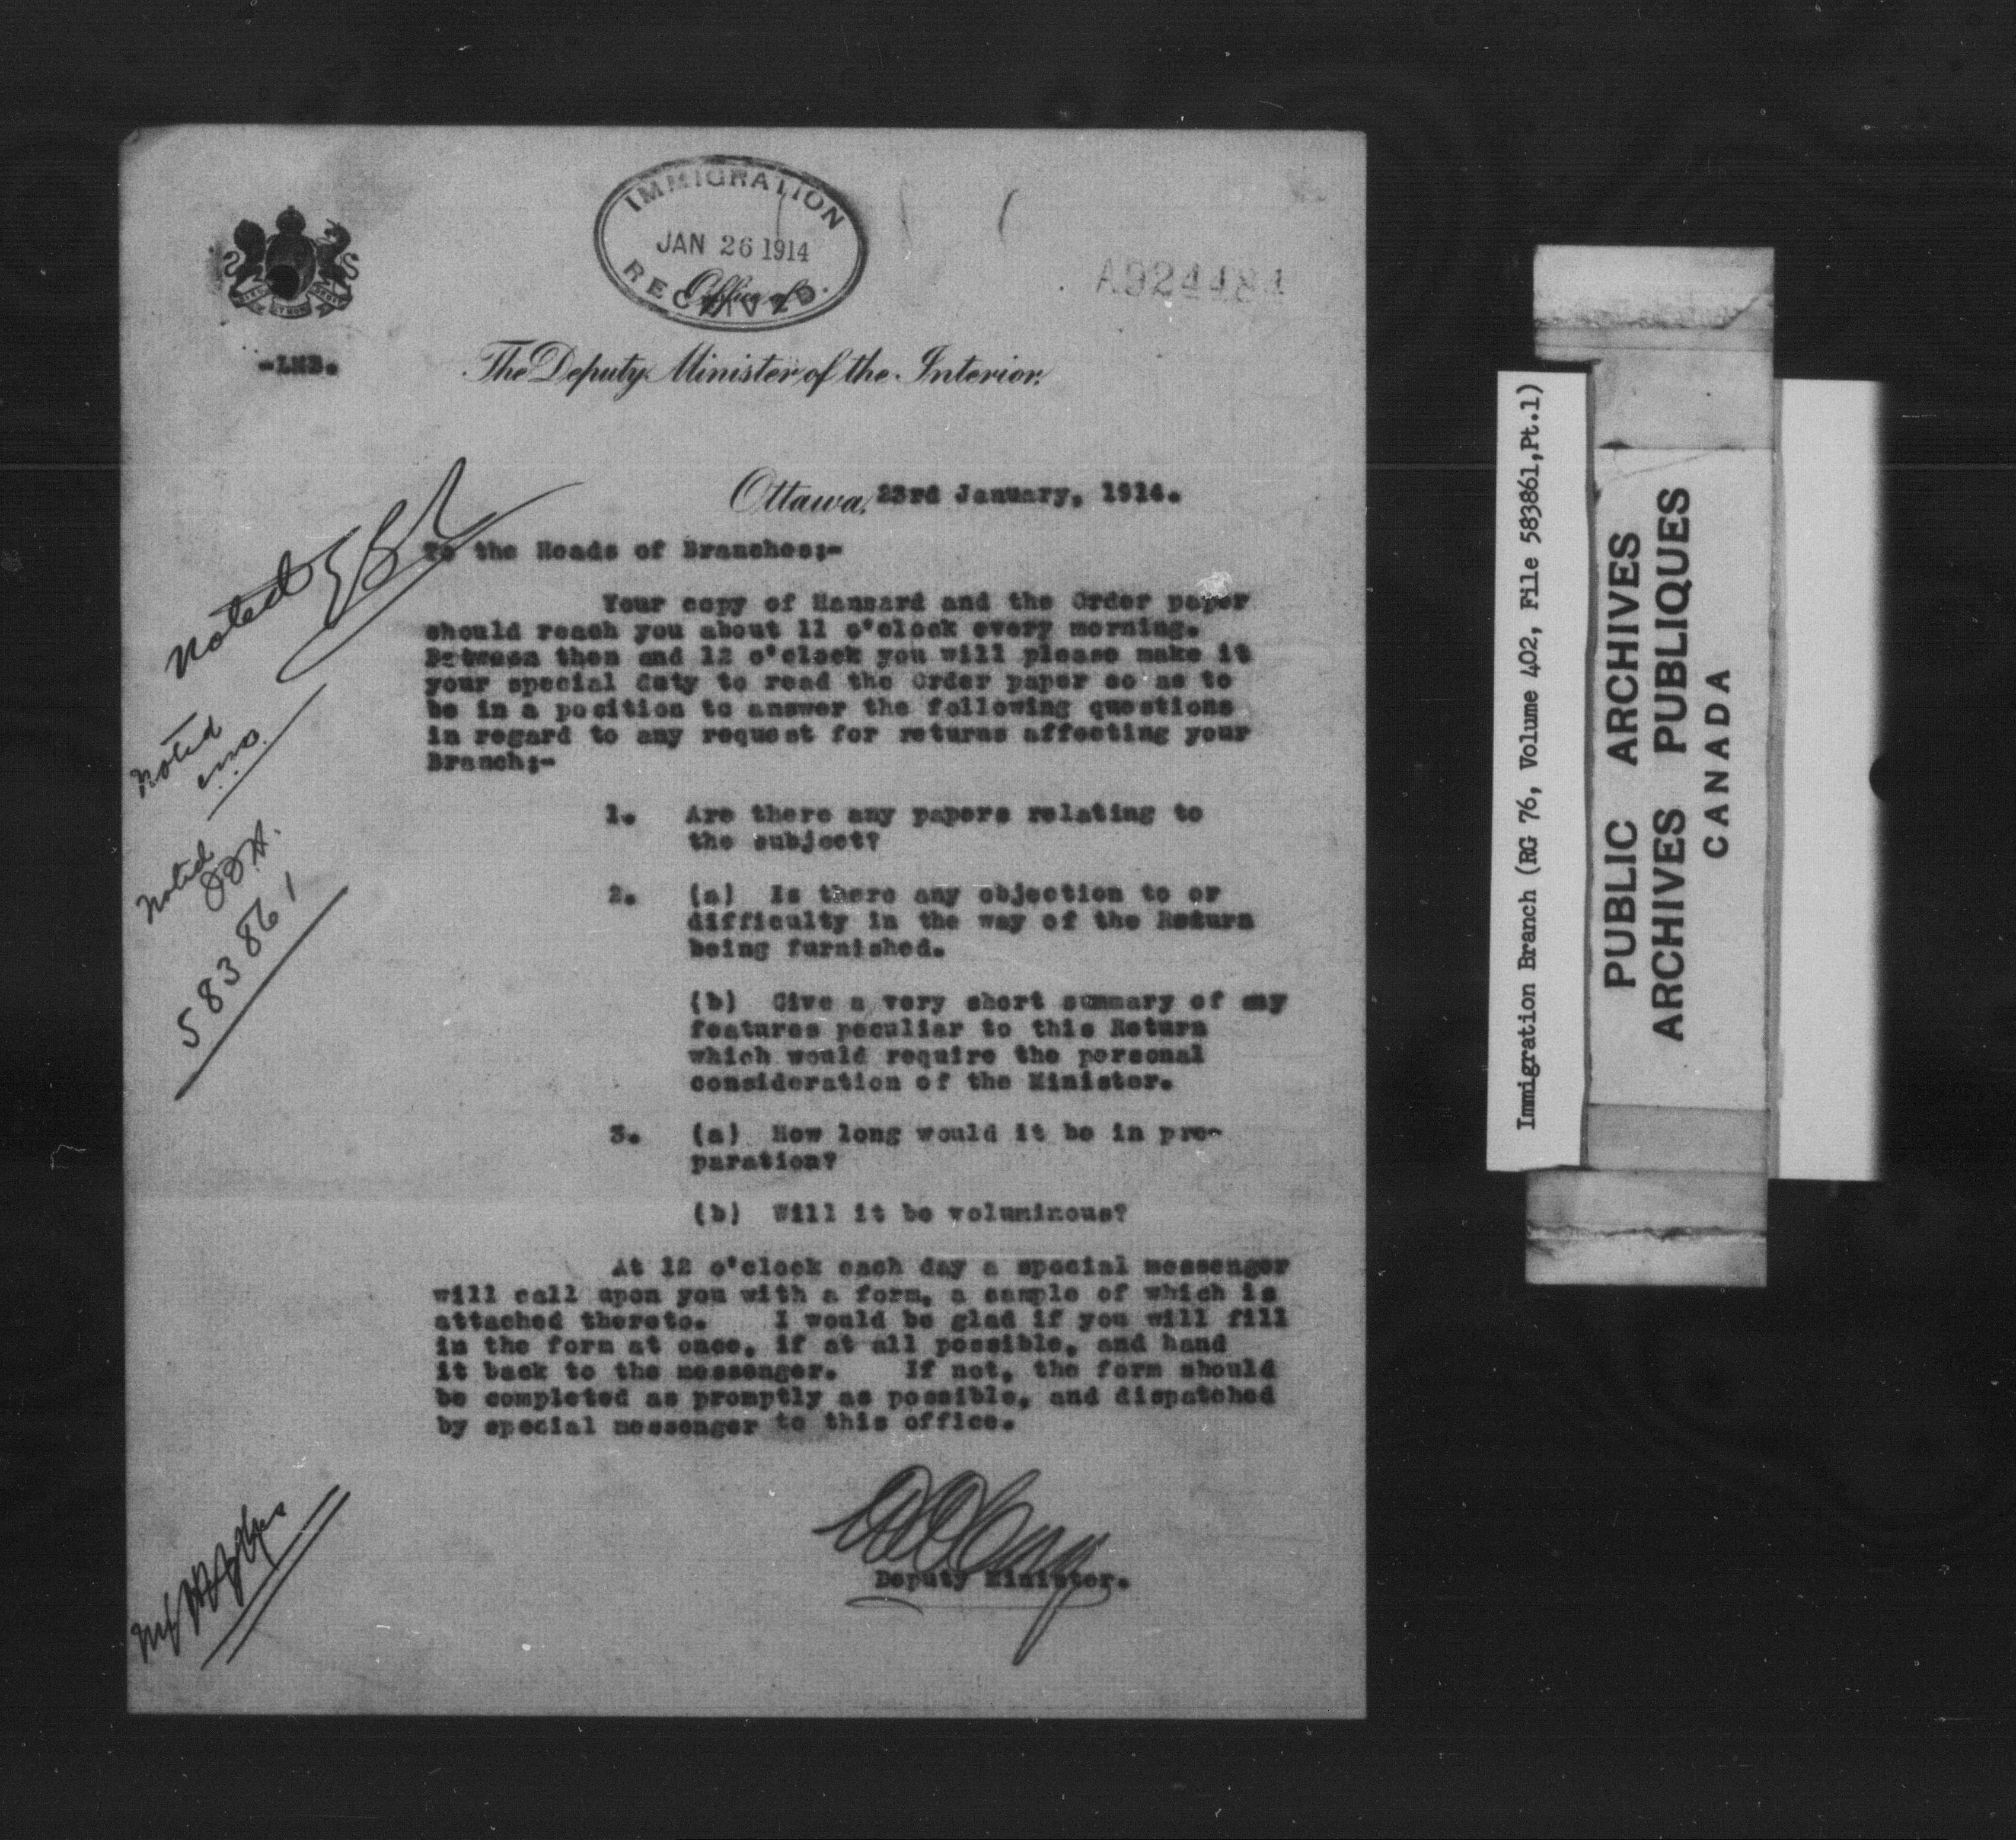 IMMIGRATION
JAN 26 1914
RECEIVED.
Office of
A924484
-LMB.
The Deputy Minister of the Interior.
Ottawa, 23rd January, 1914.
To the Heads of Branches;-
Your copy of Hansard and the Order paper
should reach you about 11 o'clock every morning.
Between then and 12 o'clock you will please make it
your special duty to read the Order paper so as to
be in a position to answer the following questions
in regard to any request for returns affecting your
Branch;-
1. Are there any papers relating to
the subject?
2. (a) Is there any objection to or
difficulty in the way of the Return
being furnished.
(b) Give a very short summary of any
features peculiar to this Return
which would require the personal
consideration of the Minister.
3. (a) How long would it be in pre-
paration?
(b) Will it be voluminous?
At 12 o'clock each day a special messenger
will call upon you with a form, a sample of which is
attached thereto. I would be glad if you will fill
in the form at once, if at all possible, and hand
it back to the messenger. If not, the form should
be completed as promptly as possible, and dispatched
by special messenger to this office.
Deputy Minister.
noted
noted
noted
583861
Immigration Branch (RG 76, Volume 402, File 583861,Pt.1)
PUBLIC ARCHIVES
ARCHIVES PUBLIQUES
CANADA